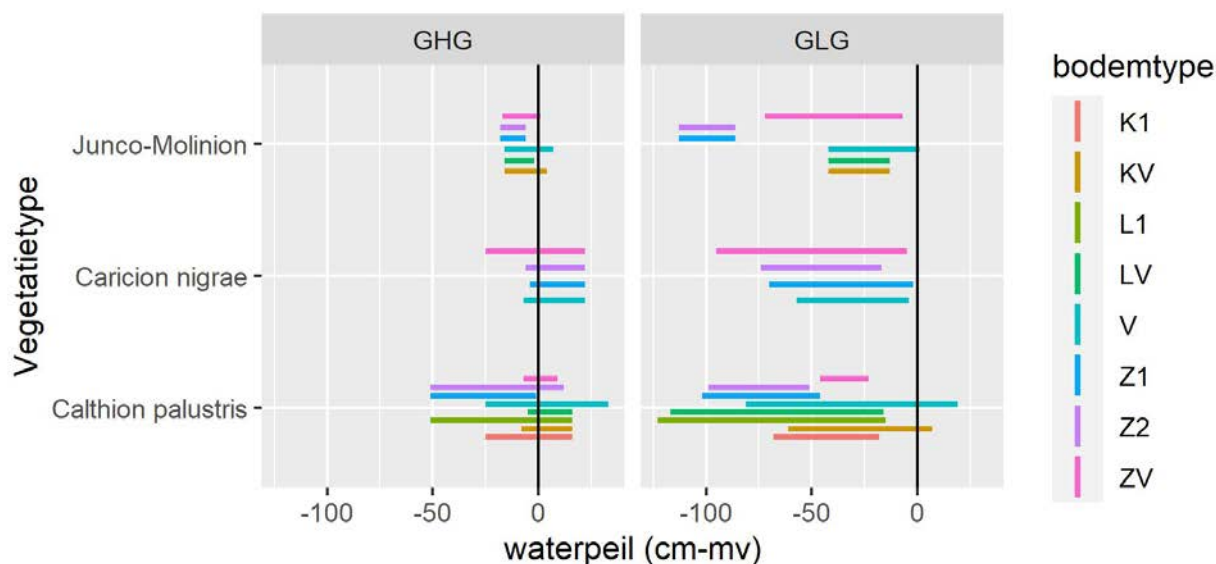 GHG GLG
bodemtype
K1
KV
L1
LV
V
Z1
Z2
ZV
Vegetatietype
Junco-Molinion
Caricion nigrae
Calthion palustris
-100 -50 0 -100 -50 0
waterpeil (cm-mv)